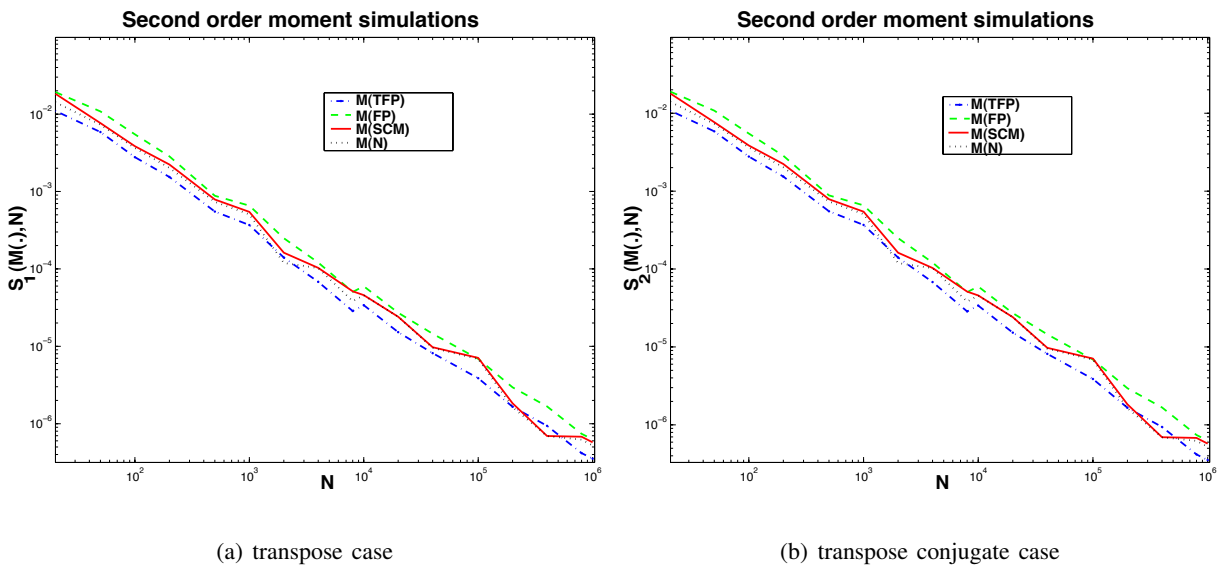 Second order moment simulations
S1(M(.),N)
10^-2
10^-3
10^-4
10^-5
10^-6
M(TFP)
M(FP)
M(SCM)
M(N)
10^2
10^3
10^4
10^5
10^6
N
(a) transpose case
Second order moment simulations
S2(M(.),N)
10^-2
10^-3
10^-4
10^-5
10^-6
M(TFP)
M(FP)
M(SCM)
M(N)
10^2
10^3
10^4
10^5
10^6
N
(b) transpose conjugate case